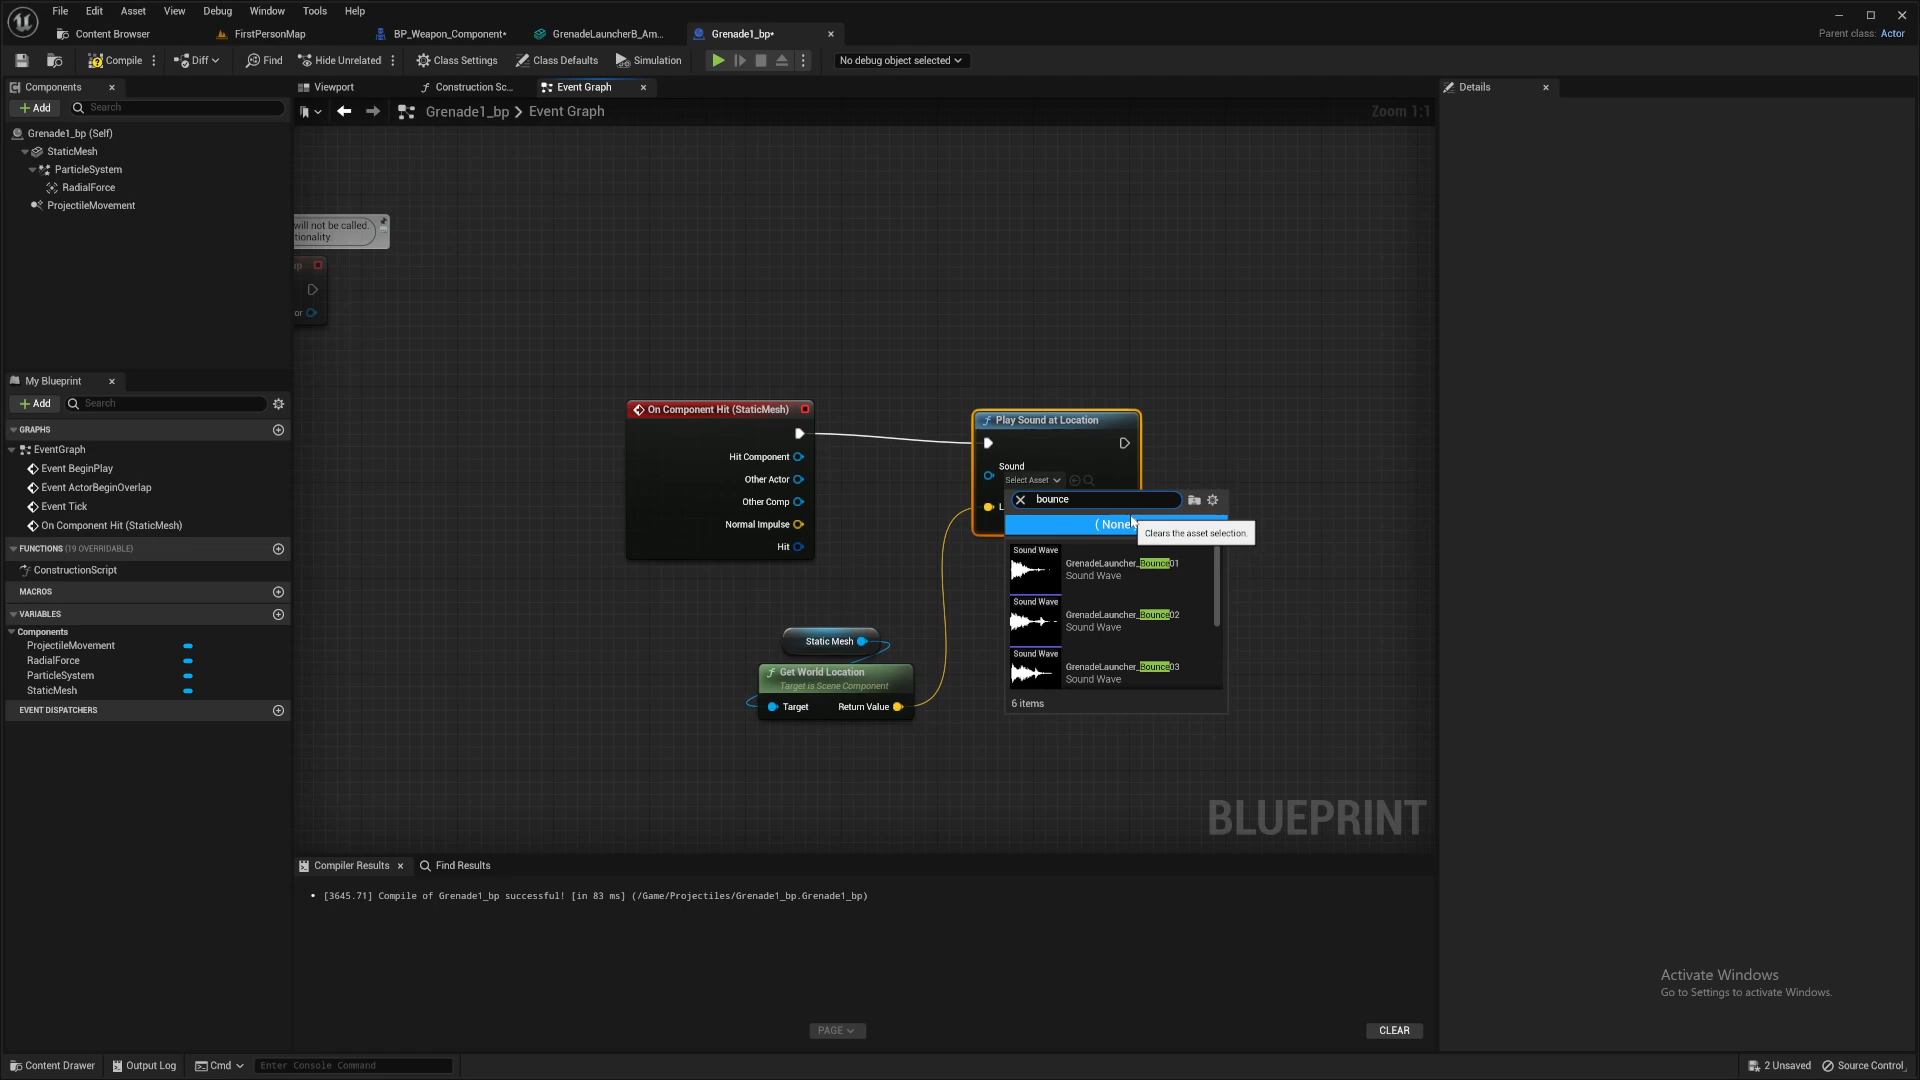 File Edit Asset View Debug Window Tools Help
Content Browser FirstPersonMap BP_Weapon_Component* GrenadeLauncherB_Am... Grenade1_bp*
Parent class: Actor
Compile Diff Find Hide Unrelated Class Settings Class Defaults Simulation No debug object selected
Components
Add Search
Grenade1_bp (Self)
StaticMesh
ParticleSystem
RadialForce
ProjectileMovement
My Blueprint
Add Search
GRAPHS
EventGraph
Event BeginPlay
Event ActorBeginOverlap
Event Tick
On Component Hit (StaticMesh)
FUNCTIONS (19 OVERRIDABLE)
ConstructionScript
MACROS
VARIABLES
Components
ProjectileMovement
RadialForce
ParticleSystem
StaticMesh
EVENT DISPATCHERS
Viewport Construction Sc... Event Graph
Grenade1_bp > Event Graph
Zoom 1:1
will not be called.
tionality.
On Component Hit (StaticMesh)
Hit Component
Other Actor
Other Comp
Normal Impulse
Hit
Static Mesh
Get World Location
Target is Scene Component
Target Return Value
Play Sound at Location
Sound
Select Asset
bounce
( None
Clears the asset selection.
Sound Wave
GrenadeLauncher_Bounce01
Sound Wave
Sound Wave
GrenadeLauncher_Bounce02
Sound Wave
Sound Wave
GrenadeLauncher_Bounce03
Sound Wave
6 items
BLUEPRINT
Compiler Results Find Results
[3645.71] Compile of Grenade1_bp successful! [in 83 ms] (/Game/Projectiles/Grenade1_bp.Grenade1_bp)
PAGE
CLEAR
Details
Activate Windows
Go to Settings to activate Windows.
Content Drawer Output Log Cmd Enter Console Command
2 Unsaved Source Control